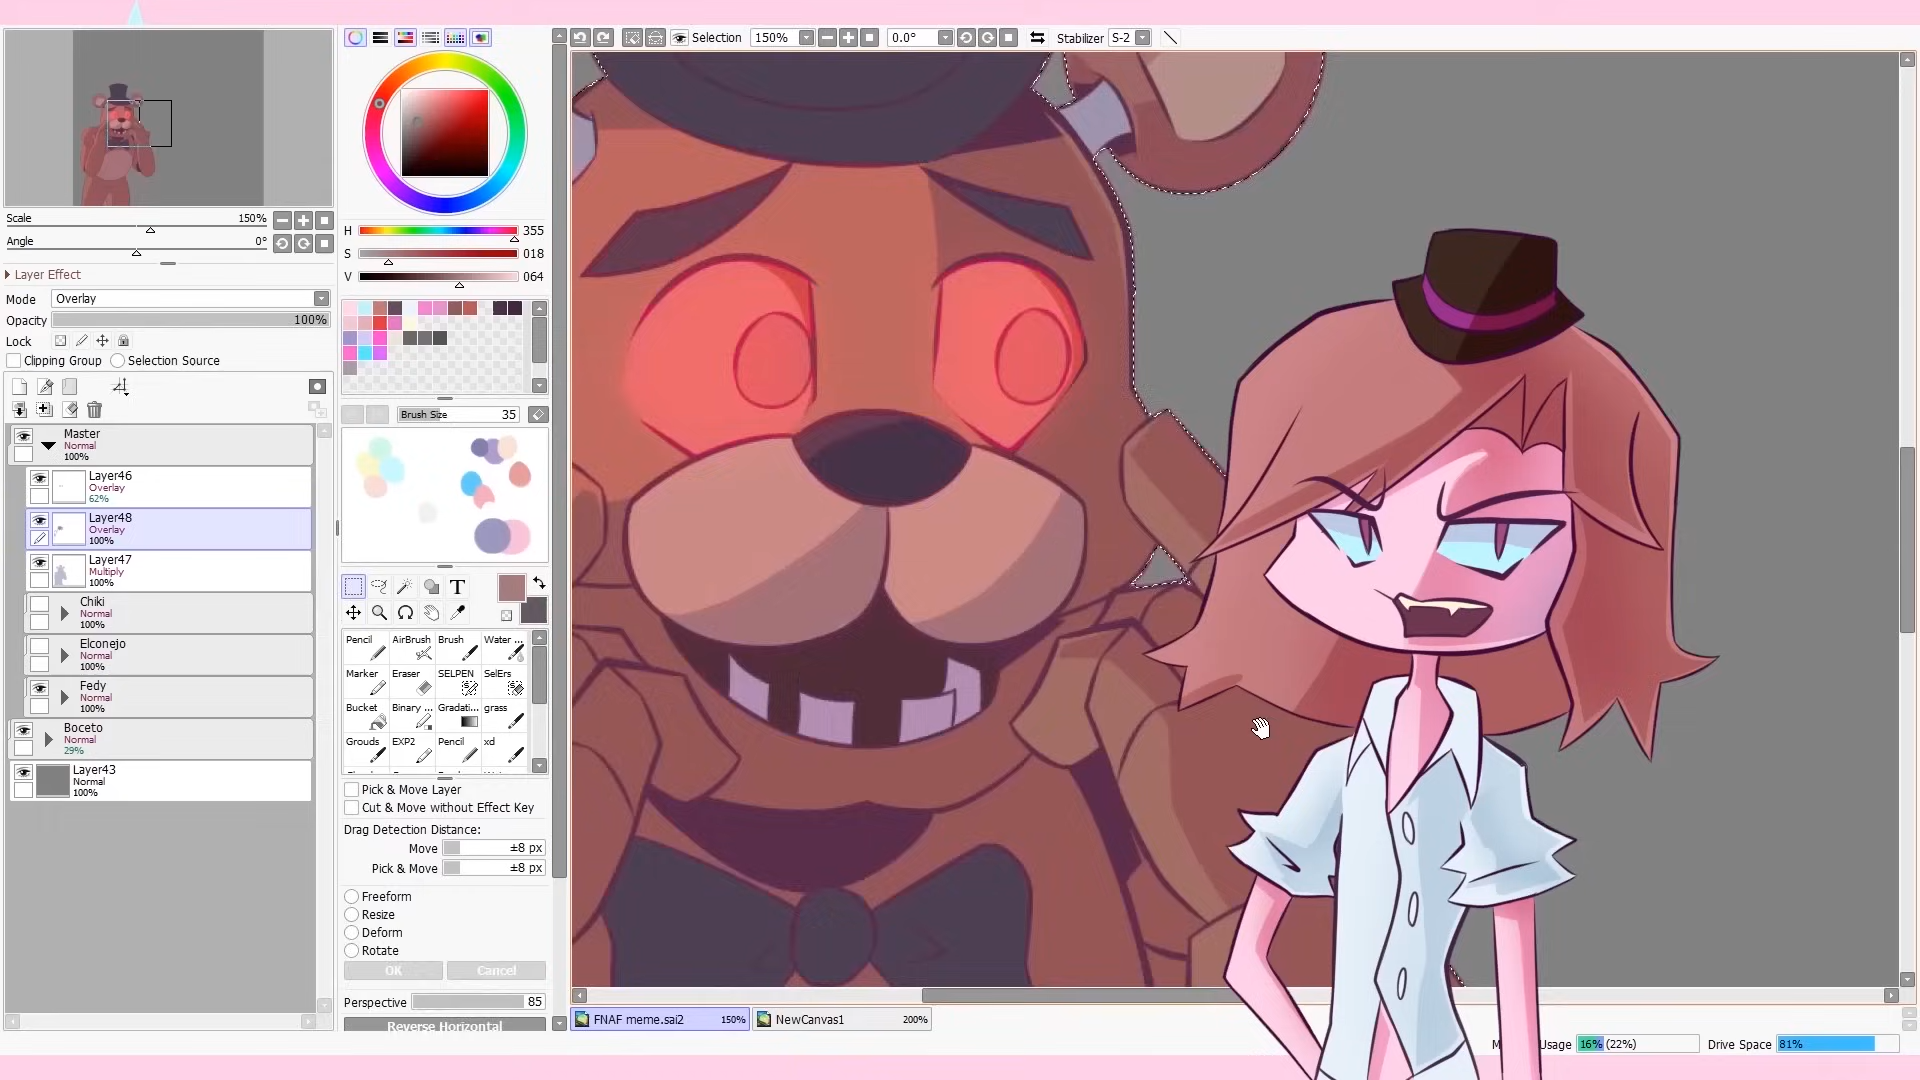 Selection
150%
0.0°
Stabilizer S-2
Scale 150%
Angle 0°
Layer Effect
Mode Overlay
Opacity 100%
Lock
Clipping Group Selection Source
Master
Normal
100%
Layer46
Overlay
62%
Layer48
Overlay
100%
Layer47
Multiply
100%
Chiki
Normal
100%
Elconejo
Normal
100%
Fedy
Normal
100%
Boceto
Normal
29%
Layer43
Normal
100%
H 355
S 018
V 064
Brush Size 35
T
Pencil AirBrush Brush Water ...
Marker Eraser SELPEN SelErs
Bucket Binary ... Gradati... grass
Grouds EXP2 Pencil xd
Pick & Move Layer
Cut & Move without Effect Key
Drag Detection Distance:
Move ±8 px
Pick & Move ±8 px
Freeform
Resize
Deform
Rotate
OK Cancel
Perspective 85
Reverse Horizontal
FNAF meme.sai2 150%
NewCanvas1 200%
Usage 16% (22%)
Drive Space 81%